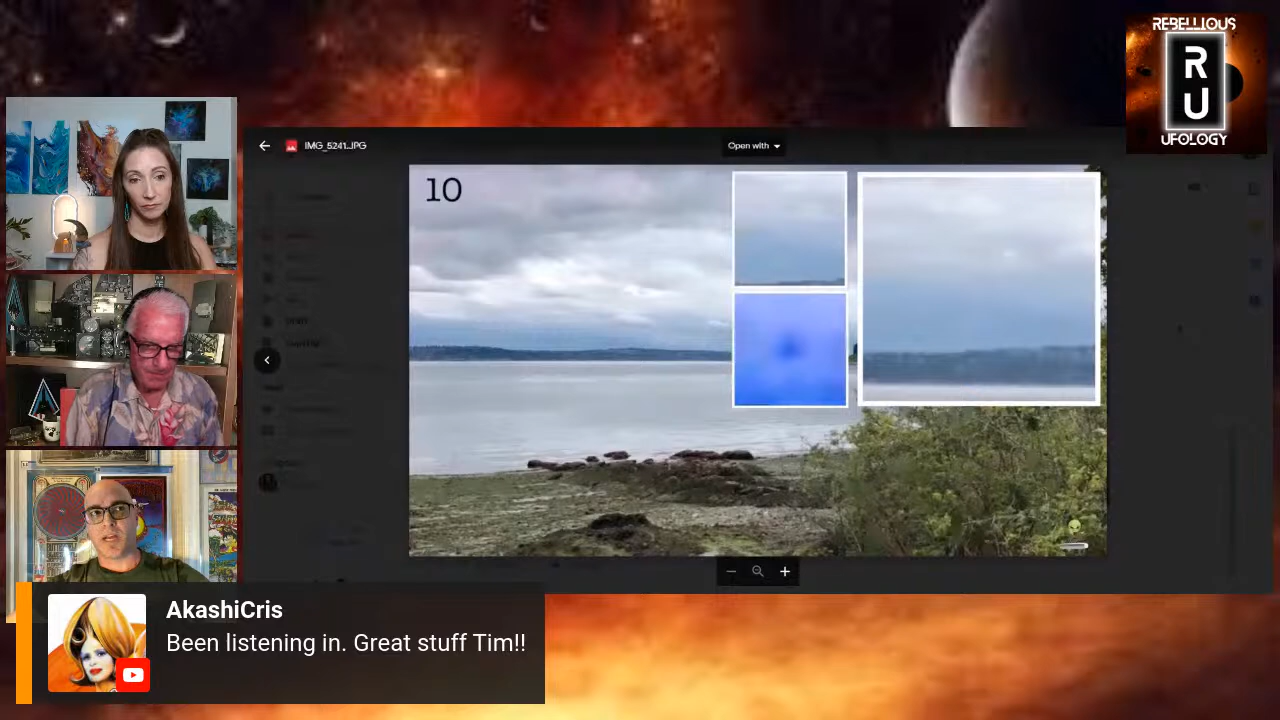 REBELLIOUS
R
U
UFOLOGY
IMG_5241.JPG
Open with
10
AkashiCris
Been listening in. Great stuff Tim!!